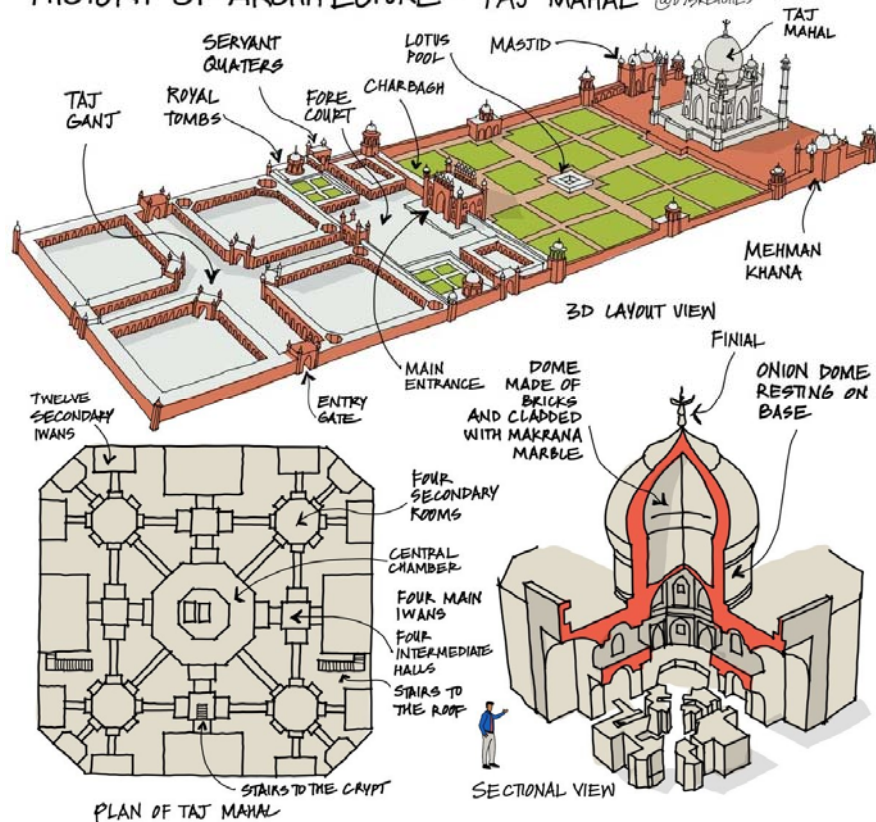 HISTORY OF ARCHITECTURE TAJ MAHAL
TAJ
MAHAL
SERVANT
QUATERS
LOTUS
POOL
MASJID
TAJ
GANJ
ROYAL
TOMBS
FORE
COURT
CHARBAGH
MEHMAN
KHANA
3D LAYOUT VIEW
MAIN
ENTRANCE
ENTRY
GATE
TWELVE
SECONDARY
IWANS
FOUR
SECONDARY
ROOMS
CENTRAL
CHAMBER
FOUR MAIN
IWANS
FOUR
INTERMEDIATE
HALLS
STAIRS TO
THE ROOF
STAIRS TO THE CRYPT
PLAN OF TAJ MAHAL
DOME
MADE OF
BRICKS
AND CLADDED
WITH MAKRANA
MARBLE
FINIAL
ONION DOME
RESTING ON
BASE
SECTIONAL VIEW